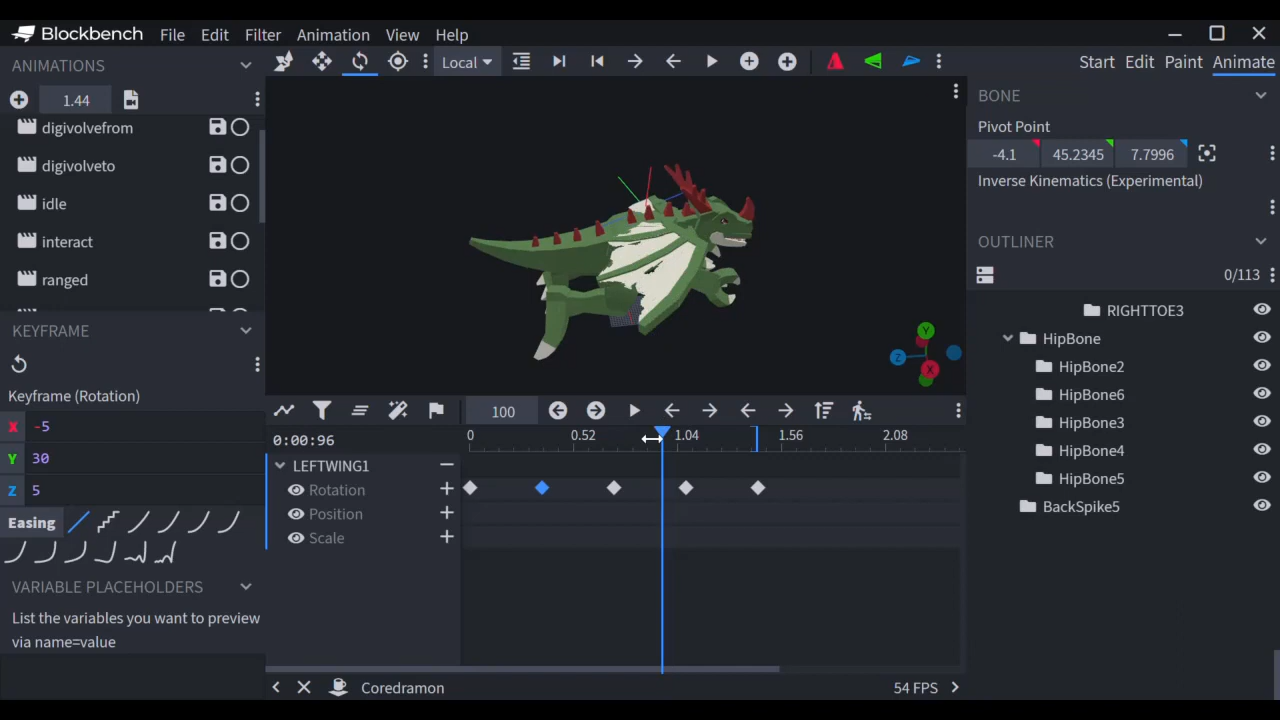 Blockbench File Edit Filter Animation View Help
ANIMATIONS
Local
Start Edit Paint Animate
1.44
digivolvefrom
digivolveto
idle
interact
ranged
BONE
Pivot Point
-4.1 45.2345 7.7996
Inverse Kinematics (Experimental)
OUTLINER
0/113
RIGHTTOE3
HipBone
HipBone2
HipBone6
HipBone3
HipBone4
HipBone5
BackSpike5
Y
Z
X
KEYFRAME
Keyframe (Rotation)
X -5
Y 30
Z 5
Easing
VARIABLE PLACEHOLDERS
List the variables you want to preview
via name=value
100
0:00:96
0 0.52 1.04 1.56 2.08
LEFTWING1
Rotation
Position
Scale
Coredramon
54 FPS